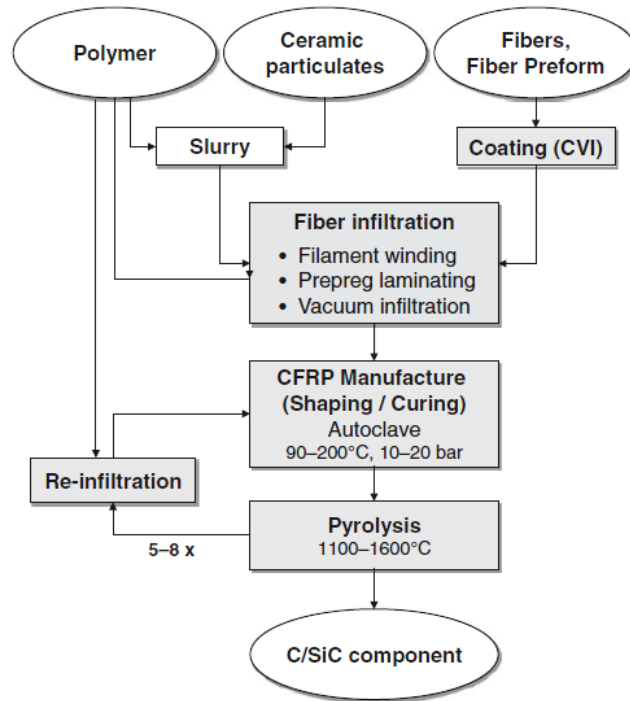 Polymer
Ceramic
particulates
Fibers,
Fiber Preform
Slurry
Coating (CVI)
Fiber infiltration
• Filament winding
• Prepreg laminating
• Vacuum infiltration
CFRP Manufacture
(Shaping / Curing)
Autoclave
90–200°C, 10–20 bar
Re-infiltration
Pyrolysis
1100–1600°C
5–8 x
C/SiC component